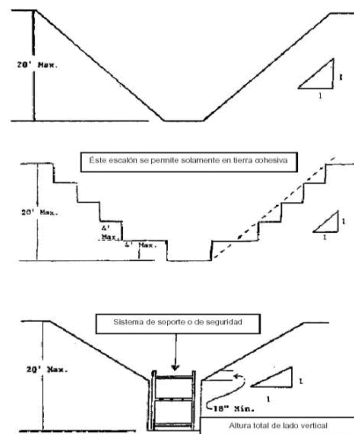 20' Max.
1
1
Éste escalón se permite solamente en tierra cohesiva
20' Max.
4'
Max.
4' Max.
1
1
Sistema de soporte o de seguridad
20' Max.
1
1
18" Min.
Altura total de lado vertical